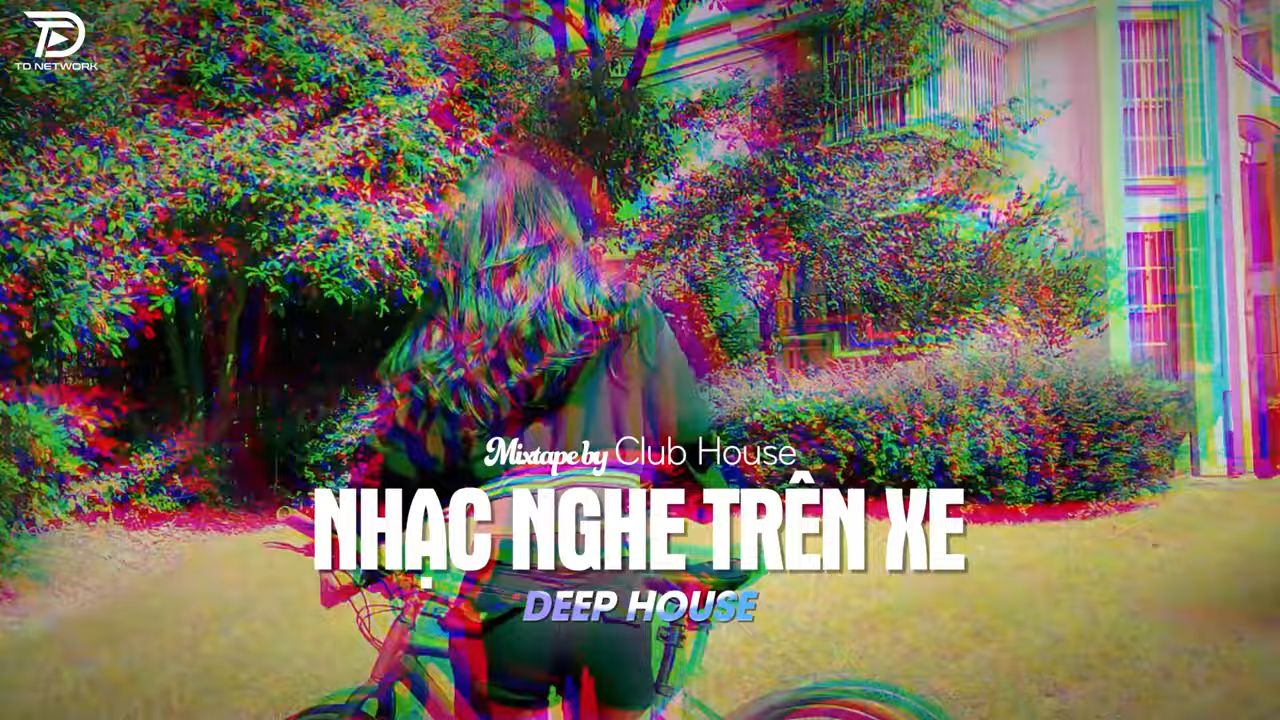 TD NETWORK
Mixtape by Club House
NHẠC NGHE TRÊN XE
DEEP HOUSE